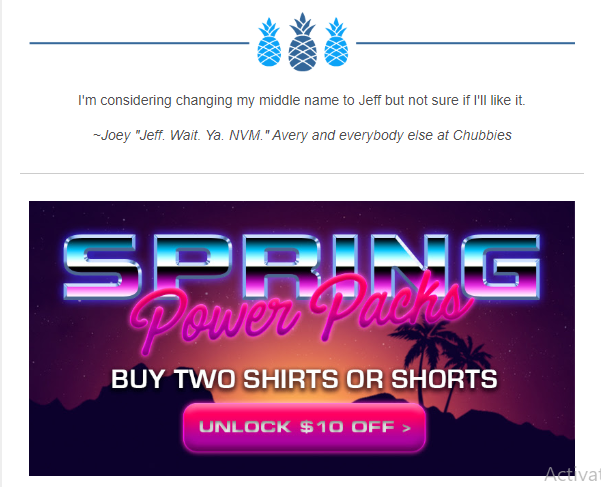 I'm considering changing my middle name to Jeff but not sure if I'll like it.
~Joey "Jeff. Wait. Ya. NVM." Avery and everybody else at Chubbies
SPRING
Power Packs
BUY TWO SHIRTS OR SHORTS
UNLOCK $10 OFF >